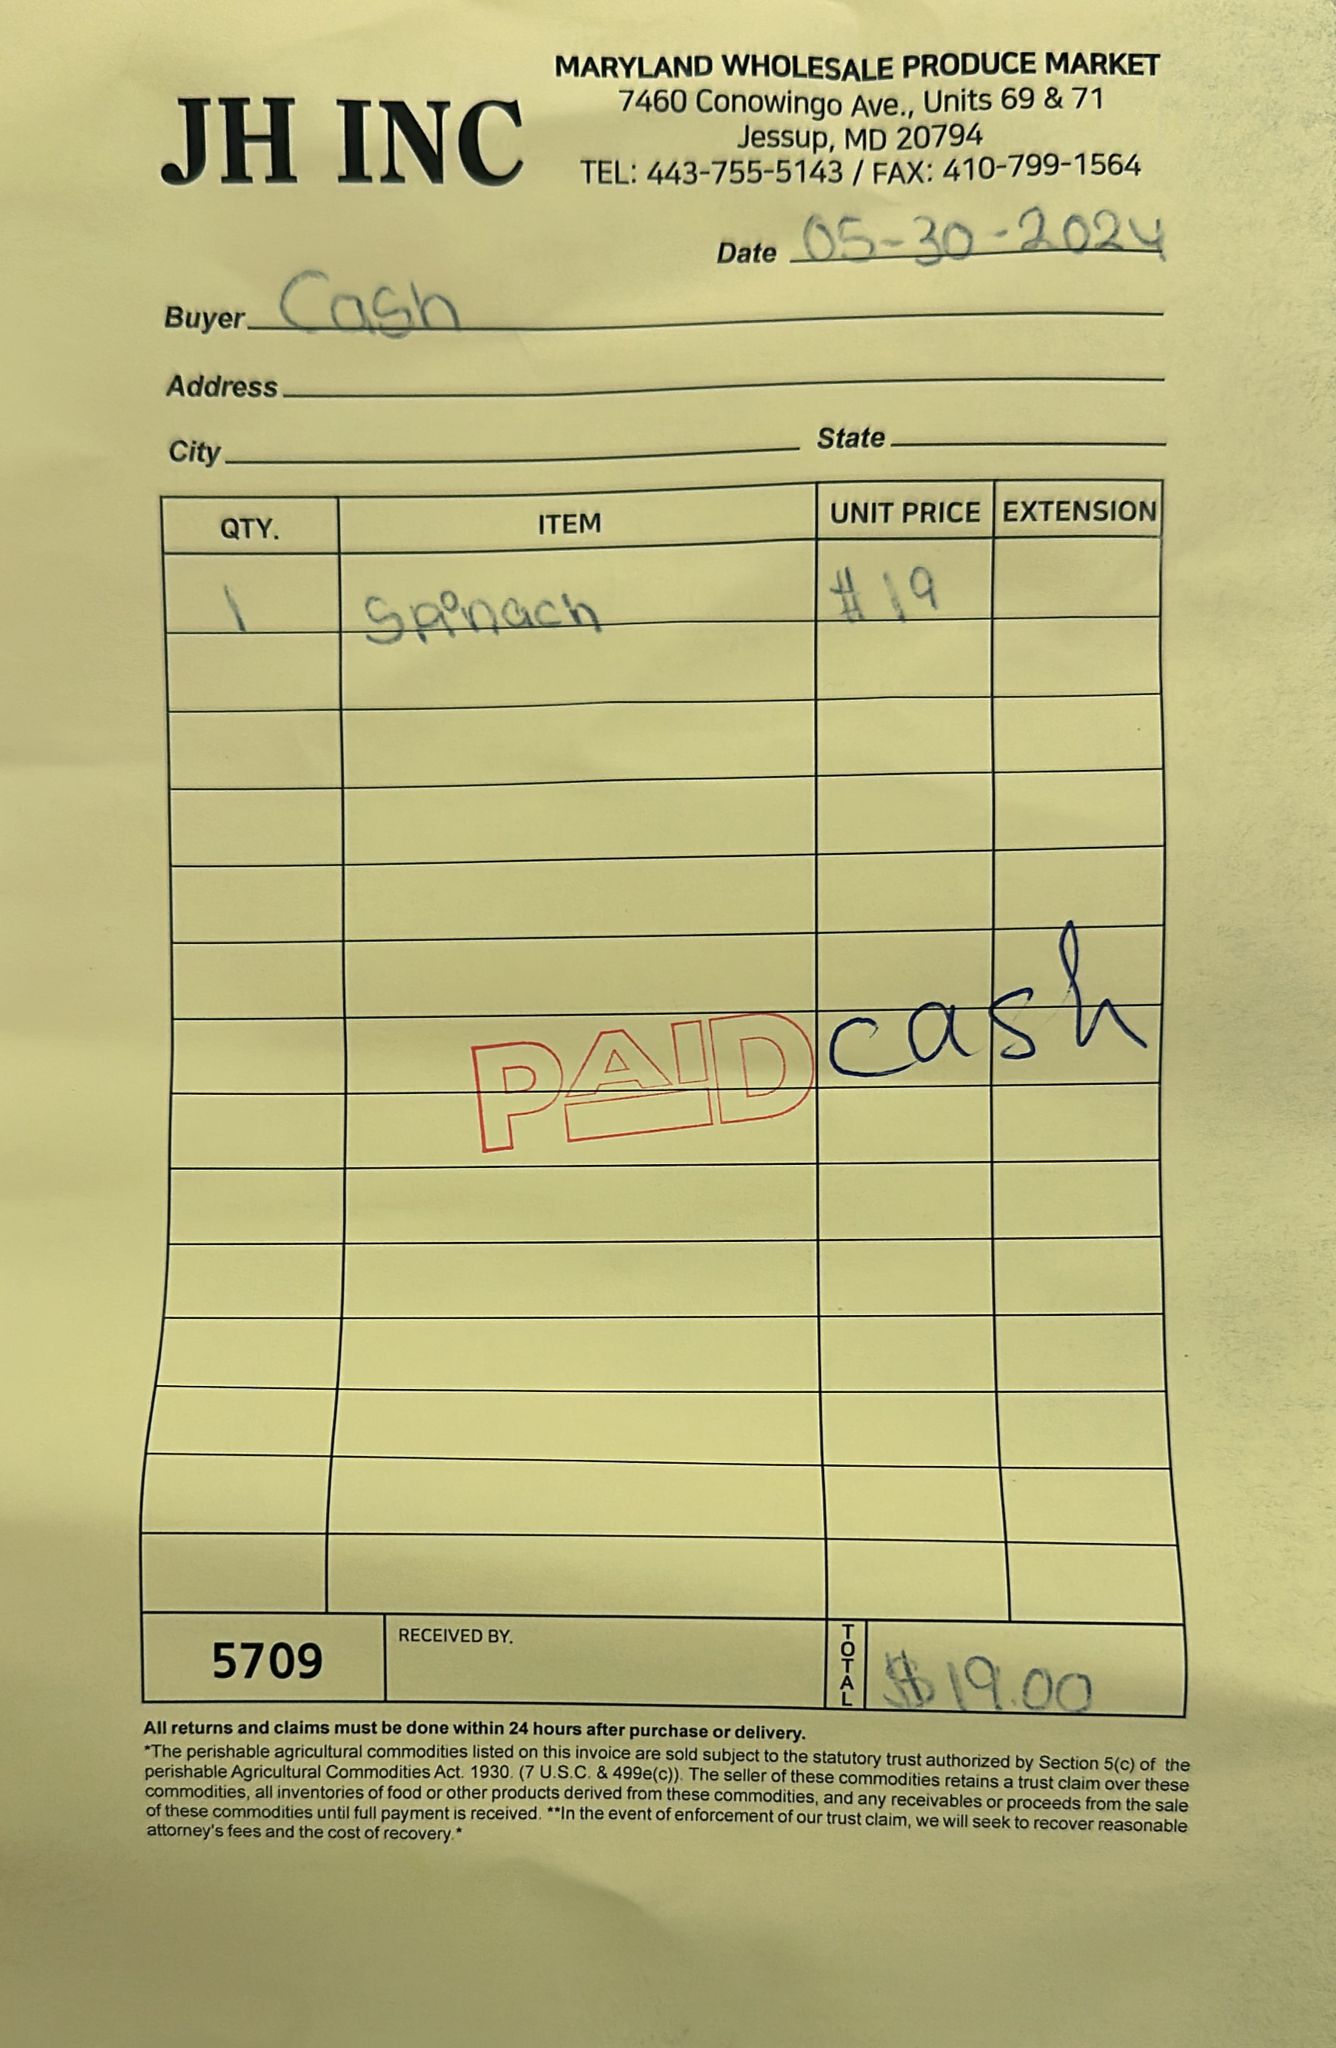 JH INC
MARYLAND WHOLESALE PRODUCE MARKET
7460 Conowingo Ave., Units 69 & 71
Jessup, MD 20794
TEL: 443-755-5143 / FAX: 410-799-1564
Date 05-30-2024
Buyer Cash
Address
City State
QTY. ITEM UNIT PRICE EXTENSION
1 Spinach $19
PAID cash
5709 RECEIVED BY. TOTAL $19.00
All returns and claims must be done within 24 hours after purchase or delivery.
*The perishable agricultural commodities listed on this invoice are sold subject to the statutory trust authorized by Section 5(c) of the
perishable Agricultural Commodities Act. 1930. (7 U.S.C. & 499e(c)). The seller of these commodities retains a trust claim over these
commodities, all inventories of food or other products derived from these commodities, and any receivables or proceeds from the sale
of these commodities until full payment is received. **In the event of enforcement of our trust claim, we will seek to recover reasonable
attorney's fees and the cost of recovery.*